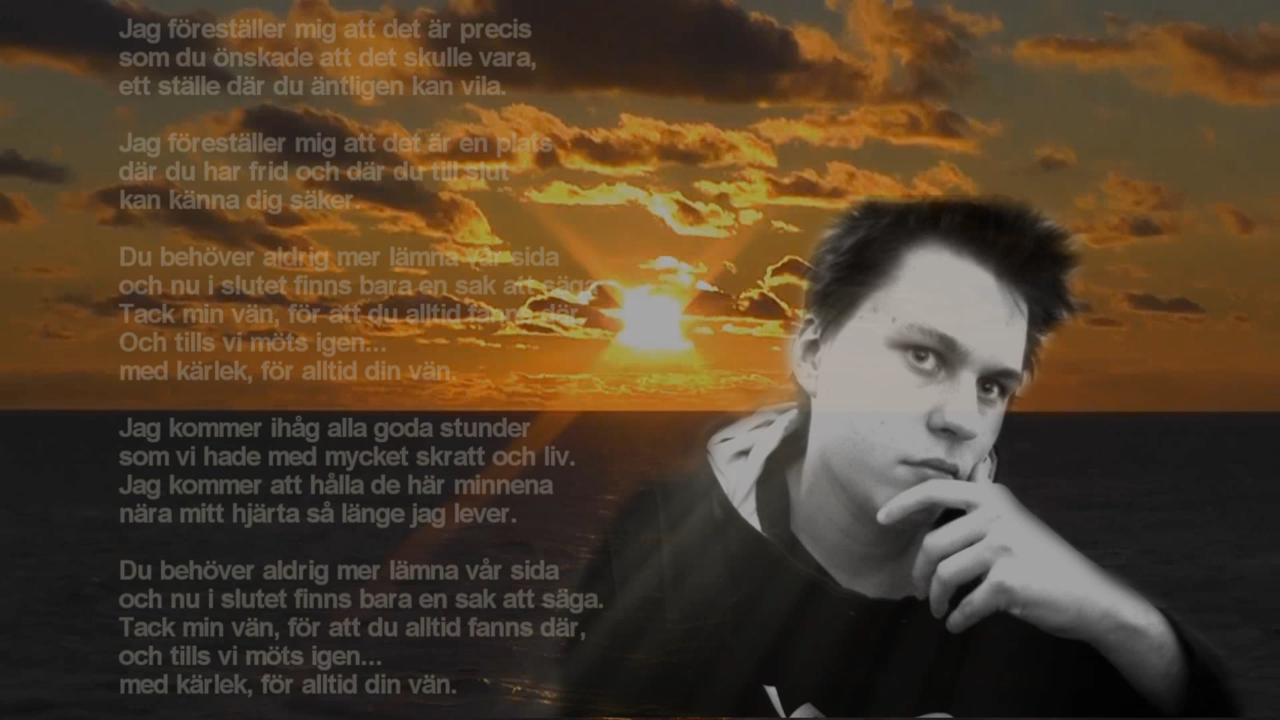 Jag föreställer mig att det är precis
som du önskade att det skulle vara,
ett ställe där du äntligen kan vila.
Jag föreställer mig att det är en plats
där du har frid och där du till slut
kan känna dig säker.
Du behöver aldrig mer lämna vår sida
och nu i slutet finns bara en sak att säga.
Tack min vän, för att du alltid fanns där,
Och tills vi möts igen...
med kärlek, för alltid din vän.
Jag kommer ihåg alla goda stunder
som vi hade med mycket skratt och liv.
Jag kommer att hålla de här minnena
nära mitt hjärta så länge jag lever.
Du behöver aldrig mer lämna vår sida
och nu i slutet finns bara en sak att säga.
Tack min vän, för att du alltid fanns där,
och tills vi möts igen...
med kärlek, för alltid din vän.